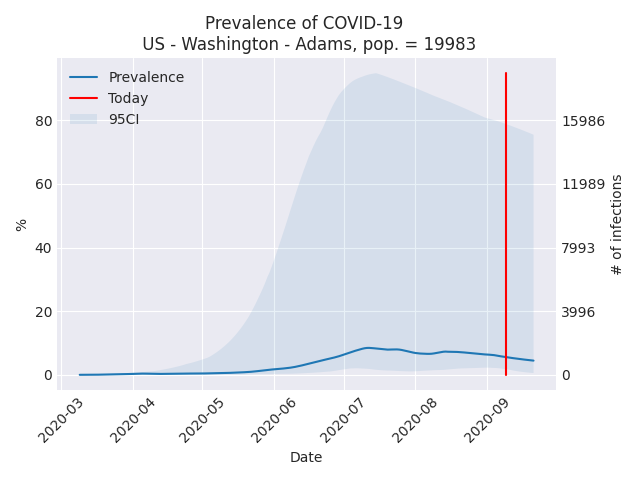 Prevalence of COVID-19
US - Washington - Adams, pop. = 19983
Prevalence
Today
95CI
80
60
40
20
0
%
15986
11989
7993
3996
0
# of infections
2020-03
2020-04
2020-05
2020-06
2020-07
2020-08
2020-09
Date